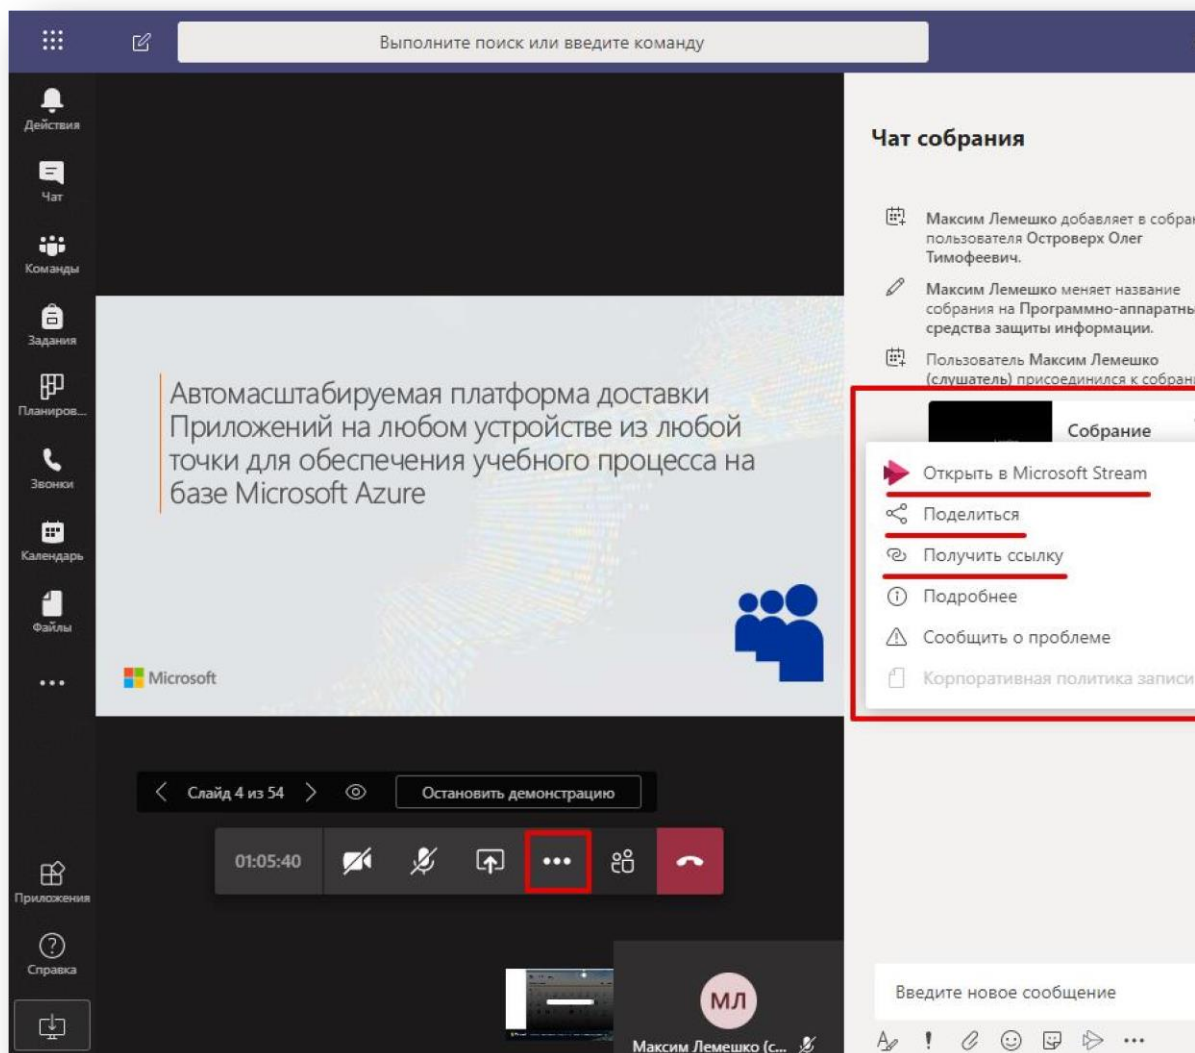 Выполните поиск или введите команду
Действия
Чат
Команды
Задания
Планиров...
Звонки
Календарь
Файлы
Приложения
Справка
Автомасштабируемая платформа доставки
Приложений на любом устройстве из любой
точки для обеспечения учебного процесса на
базе Microsoft Azure
Microsoft
Слайд 4 из 54
Остановить демонстрацию
01:05:40
МЛ
Максим Лемешко (с...
Чат собрания
Максим Лемешко добавляет в собран
пользователя Островерх Олег
Тимофеевич.
Максим Лемешко меняет название
собрания на Программно-аппаратны
средства защиты информации.
Пользователь Максим Лемешко
(слушатель) присоединился к собран
Собрание
Открыть в Microsoft Stream
Поделиться
Получить ссылку
Подробнее
Сообщить о проблеме
Корпоративная политика записи
Введите новое сообщение